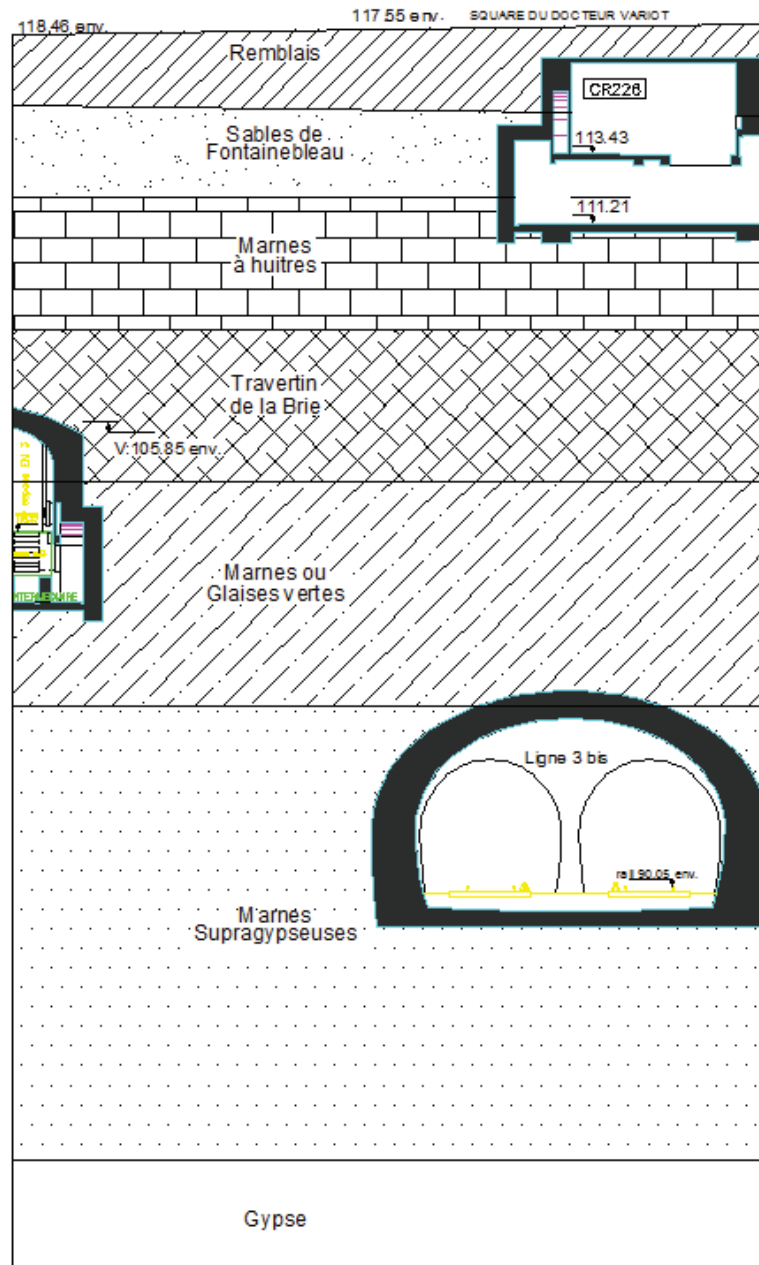 118.46 env.
117.55 env.
SQUARE DU DOCTEUR VARIOT
Remblais
CR226
Sables de
Fontainebleau
113.43
111.21
Marnes
à huitres
Travertin
de la Brie
V:105.85 env.
Marnes ou
Glaises vertes
Ligne 3 bis
rail 90.05 env.
Marnes
Supragypseuses
Gypse